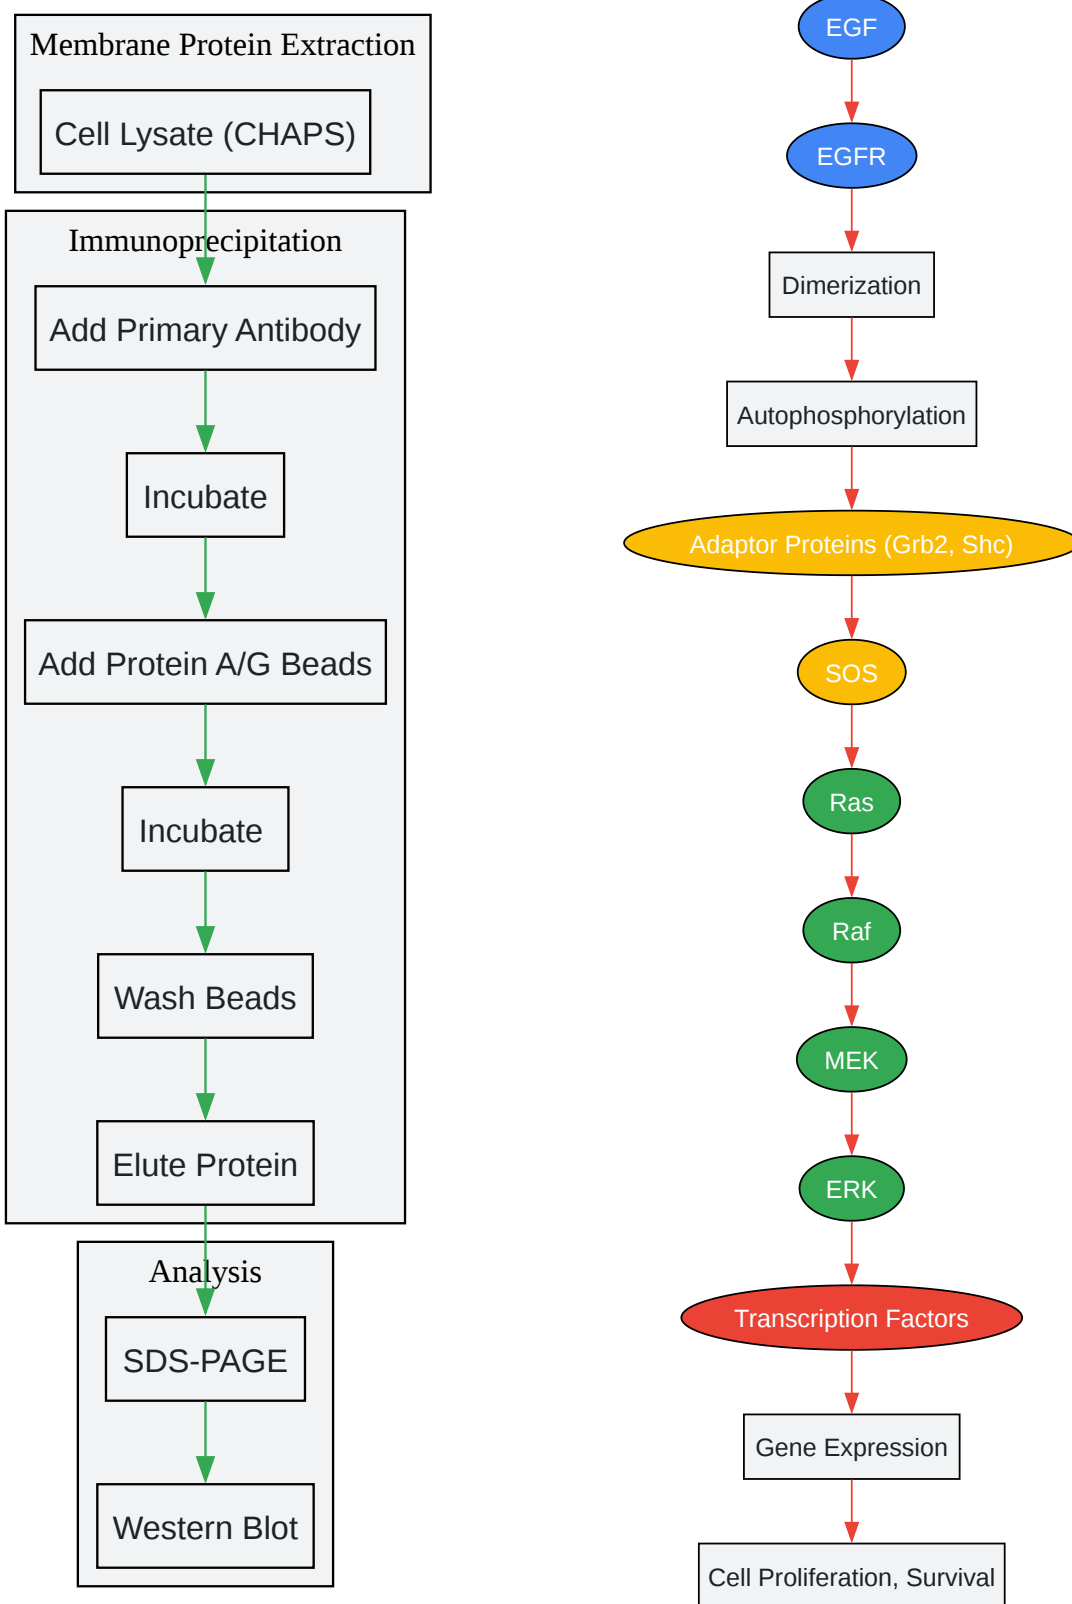 Membrane Protein Extraction
Cell Lysate (CHAPS)
Immunoprecipitation
Add Primary Antibody
Incubate
Add Protein A/G Beads
Incubate
Wash Beads
Elute Protein
Analysis
SDS-PAGE
Western Blot
EGF
EGFR
Dimerization
Autophosphorylation
Adaptor Proteins (Grb2, Shc)
SOS
Ras
Raf
MEK
ERK
Transcription Factors
Gene Expression
Cell Proliferation, Survival